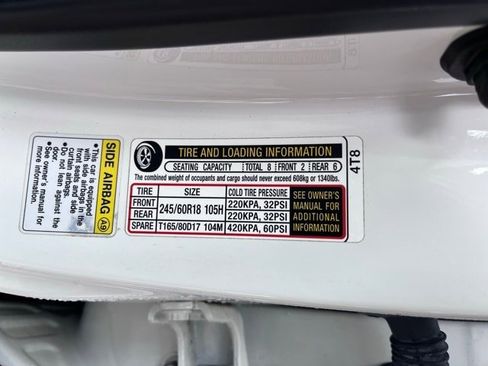 SIDE AIRBAG A9
• This car is equipped
with side airbags in the
front seats and side
curtain airbags.
• Do not lean against the
door.
• See owner's manual for
more information.
TIRE AND LOADING INFORMATION
SEATING CAPACITY TOTAL 8 FRONT 2 REAR 6
The combined weight of occupants and cargo should never exceed 608kg or 1340lbs.
TIRE SIZE COLD TIRE PRESSURE
FRONT 245/60R18 105H 220KPA, 32PSI
REAR 220KPA, 32PSI
SPARE T165/80D17 104M 420KPA, 60PSI
SEE OWNER'S
MANUAL FOR
ADDITIONAL
INFORMATION
4T8